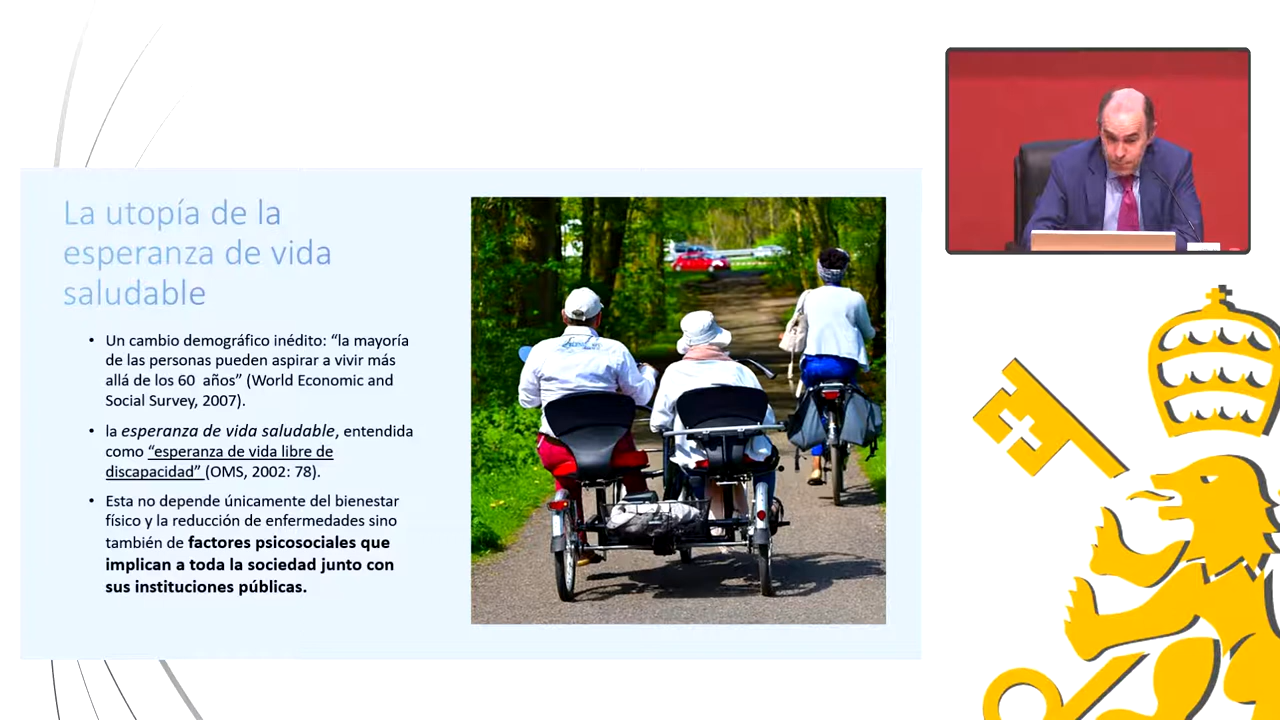 La utopía de la
esperanza de vida
saludable
• Un cambio demográfico inédito: “la mayoría
de las personas pueden aspirar a vivir más
allá de los 60 años” (World Economic and
Social Survey, 2007).
• la esperanza de vida saludable, entendida
como “esperanza de vida libre de
discapacidad” (OMS, 2002: 78).
• Esta no depende únicamente del bienestar
físico y la reducción de enfermedades sino
también de factores psicosociales que
implican a toda la sociedad junto con
sus instituciones públicas.